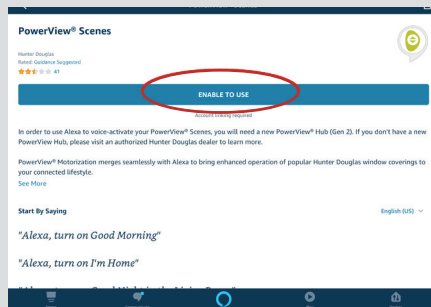 PowerView® Scenes
Hunter Douglas
Rated: Guidance Suggested
41
ENABLE TO USE
Account linking required
In order to use Alexa to voice-activate your PowerView® Scenes, you will need a new PowerView® Hub (Gen 2). If you don't have a new
PowerView Hub, please visit an authorized Hunter Douglas dealer to learn more.
PowerView® Motorization merges seamlessly with Alexa to bring enhanced operation of popular Hunter Douglas window coverings to
your connected lifestyle.
See More
Start By Saying
English (US)
"Alexa, turn on Good Morning"
"Alexa, turn on I'm Home"